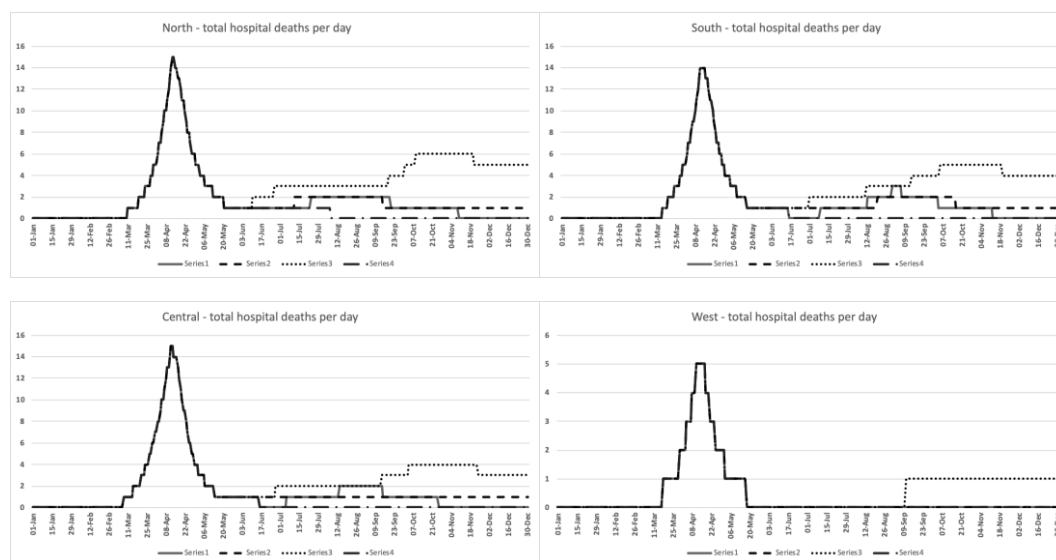 North - total hospital deaths per day
16
14
12
10
8
6
4
2
0
01-Jan 15-Jan 29-Jan 12-Feb 26-Feb 11-Mar 25-Mar 08-Apr 22-Apr 06-May 20-May 03-Jun 17-Jun 01-Jul 15-Jul 29-Jul 12-Aug 26-Aug 09-Sep 23-Sep 07-Oct 21-Oct 04-Nov 18-Nov 02-Dec 16-Dec 30-Dec
Series1 Series2 Series3 Series4
South - total hospital deaths per day
16
14
12
10
8
6
4
2
0
01-Jan 15-Jan 29-Jan 12-Feb 26-Feb 11-Mar 25-Mar 08-Apr 22-Apr 06-May 20-May 03-Jun 17-Jun 01-Jul 15-Jul 29-Jul 12-Aug 26-Aug 09-Sep 23-Sep 07-Oct 21-Oct 04-Nov 18-Nov 02-Dec 16-Dec
Series1 Series2 Series3 Series4
Central - total hospital deaths per day
16
14
12
10
8
6
4
2
0
01-Jan 15-Jan 29-Jan 12-Feb 26-Feb 11-Mar 25-Mar 08-Apr 22-Apr 06-May 20-May 03-Jun 17-Jun 01-Jul 15-Jul 29-Jul 12-Aug 26-Aug 09-Sep 23-Sep 07-Oct 21-Oct 04-Nov 18-Nov 02-Dec 16-Dec 30-Dec
Series1 Series2 Series3 Series4
West - total hospital deaths per day
6
5
4
3
2
1
0
01-Jan 15-Jan 29-Jan 12-Feb 26-Feb 11-Mar 25-Mar 08-Apr 22-Apr 06-May 20-May 03-Jun 17-Jun 01-Jul 15-Jul 29-Jul 12-Aug 26-Aug 09-Sep 23-Sep 07-Oct 21-Oct 04-Nov 18-Nov 02-Dec 16-Dec
Series1 Series2 Series3 Series4